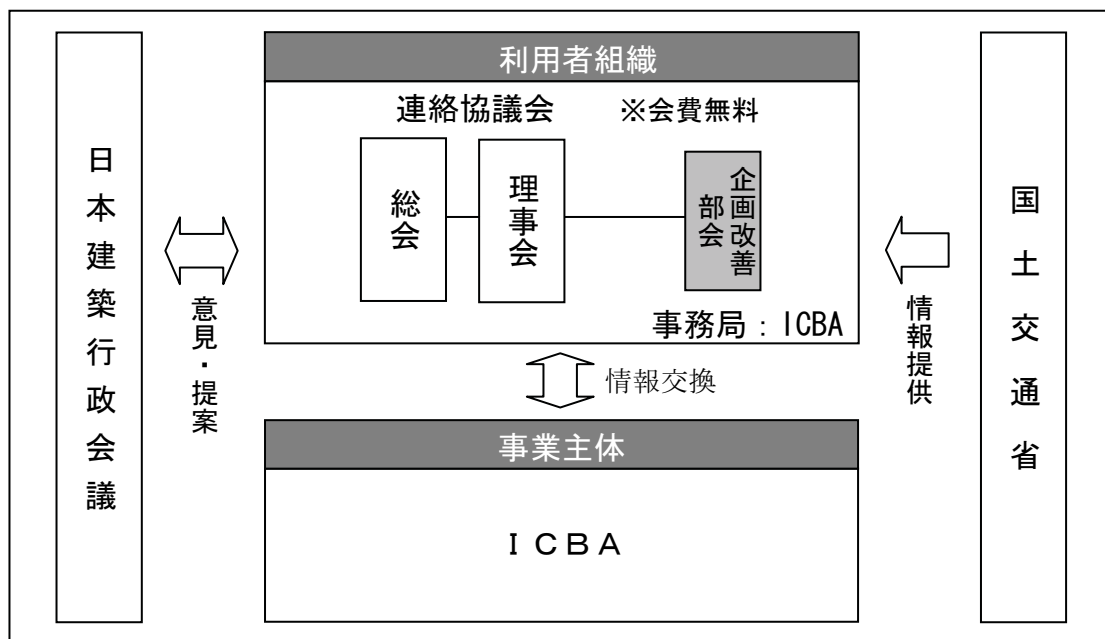 日本建築行政会議
意見・提案
利用者組織
連絡協議会 ※会費無料
総会
理事会
企画改善
部会
事務局：ICBA
情報交換
事業主体
ＩＣＢＡ
情報提供
国土交通省